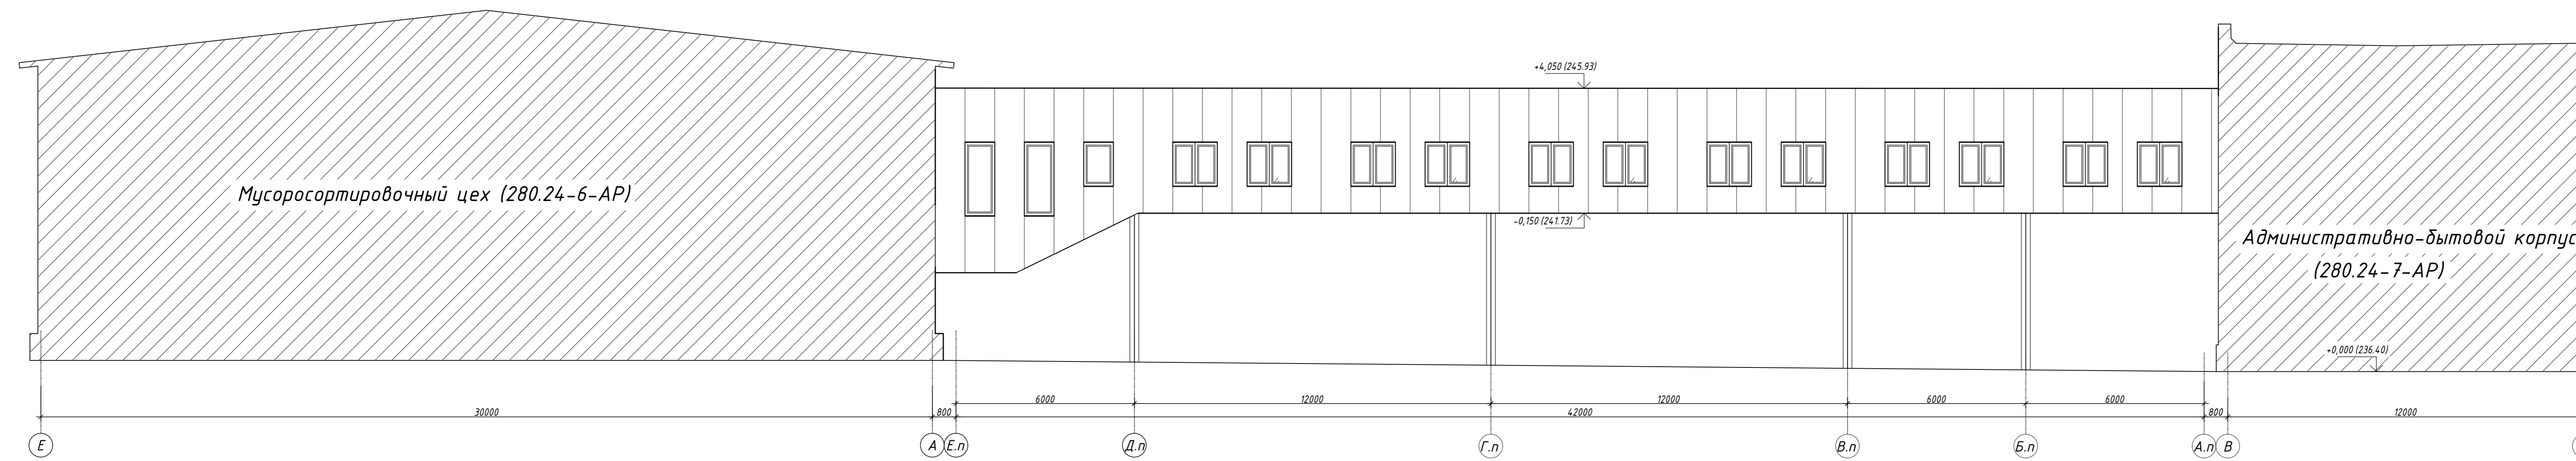 +4,050 (245.93)
Мусоросортировочный цех (280.24-6-АР)
-0,150 (241.73)
Административно-бытовой корпус
(280.24-7-АР)
+0,000 (236.40)
6000 12000 12000 6000 6000
30000 800 42000 800 12000
Е А Е.п Д.п Г.п В.п Б.п А.п В